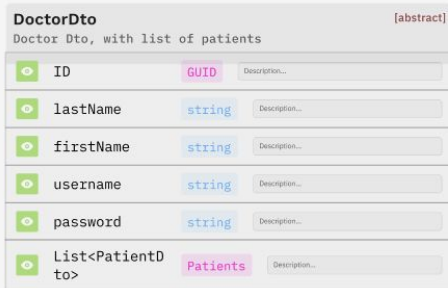 DoctorDto [abstract]
Doctor Dto, with list of patients
ID GUID Description...
lastName string Description...
firstName string Description...
username string Description...
password string Description...
List<PatientD Patients Description...
to>